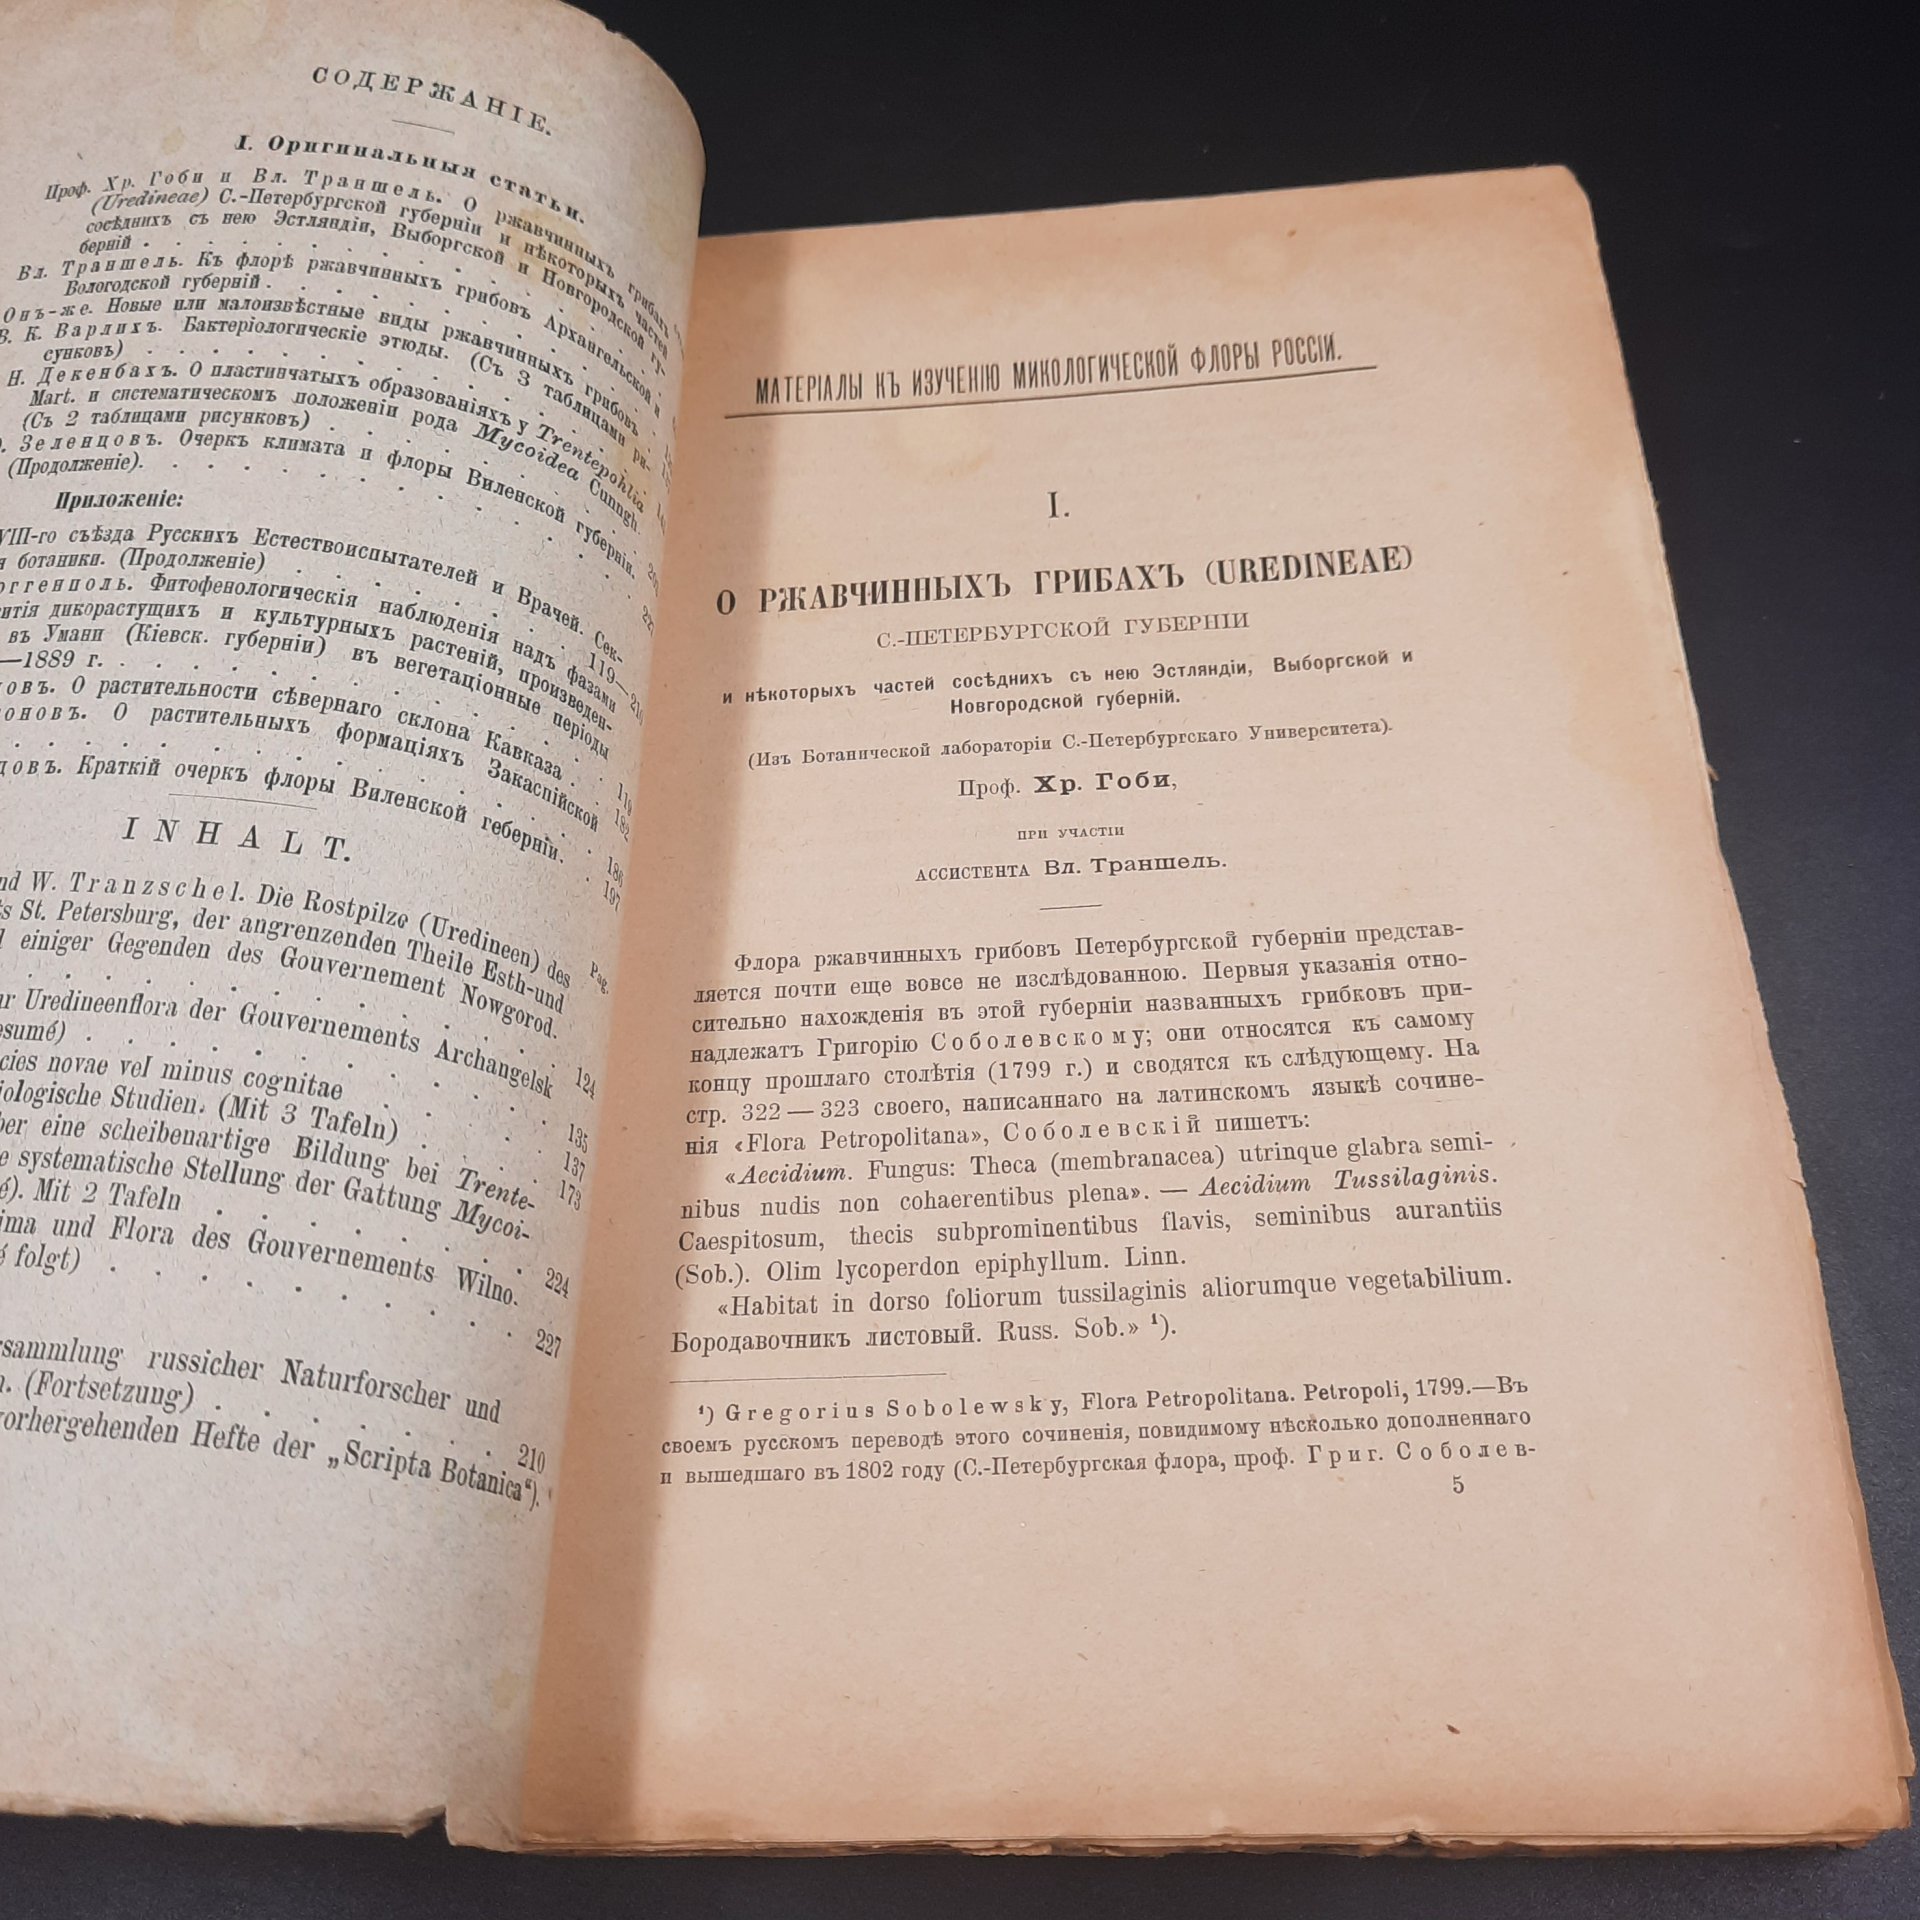 СОДЕРЖАНІЕ.
I. Оригинальныя статьи.
Проф. Хр. Гоби и Вл. Траншель. О ржавчинныхъ грибахъ
(Uredineae) С.-Петербургской губерніи и нѣкоторыхъ частей
сосѣднихъ съ нею Эстляндіи, Выборгской и Новгородской гу-
берній
Вл. Траншель. Къ флорѣ ржавчинныхъ грибовъ Архангельской и
Вологодской губерній
Онъ-же. Новые или малоизвѣстные виды ржавчинныхъ грибовъ
В. К. Варлихъ. Бактеріологическіе этюды. (Съ 3 таблицами ри-
сунковъ)
Н. Декенбахъ. О пластинчатыхъ образованіяхъ у Trentepohlia
Mart. и систематическомъ положеніи рода Mycoidea Cunngh.
(Съ 2 таблицами рисунковъ)
Зеленцовъ. Очеркъ климата и флоры Виленской губерніи.
(Продолженіе). 227
Приложеніе:
VIII-го съѣзда Русскихъ Естествоиспытателей и Врачей. Сек-
ботаники. (Продолженіе) 119—210
Фитофенологическія наблюденія надъ фазами
дикорастущихъ и культурныхъ растеній, произведен-
въ Умани (Кіевск. губерніи) въ вегетаціонные періоды
—1889 г. 119
О растительности сѣвернаго склона Кавказа 182
О растительныхъ формаціяхъ Закаспійской
186
Краткій очеркъ флоры Виленской геберніи. 197
INHALT.
Pag.
W. Tranzschel. Die Rostpilze (Uredineen) des
St. Petersburg, der angrenzenden Theile Esth-und
einiger Gegenden des Gouvernement Nowgorod.
124
Uredineenflora der Gouvernements Archangelsk
135
novae vel minus cognitae 137
Studien. (Mit 3 Tafeln) 173
eine scheibenartige Bildung bei Trente-
systematische Stellung der Gattung Mycoi-
Mit 2 Tafeln 224
und Flora des Gouvernements Wilno.
folgt) 227
russicher Naturforscher und
(Fortsetzung) 210
vorhergehenden Hefte der „Scripta Botanica“).
МАТЕРІАЛЫ КЪ ИЗУЧЕНІЮ МИКОЛОГИЧЕСКОЙ ФЛОРЫ РОССІИ.
I.
О РЖАВЧИННЫХЪ ГРИБАХЪ (UREDINEAE)
С.-ПЕТЕРБУРГСКОЙ ГУБЕРНІИ
и нѣкоторыхъ частей сосѣднихъ съ нею Эстляндіи, Выборгской и
Новгородской губерній.
(Изъ Ботанической лабораторіи С.-Петербургскаго Университета).
Проф. Хр. Гоби,
ПРИ УЧАСТІИ
АССИСТЕНТА Вл. Траншель.
Флора ржавчинныхъ грибовъ Петербургской губерніи представ-
ляется почти еще вовсе не изслѣдованною. Первыя указанія отно-
сительно нахожденія въ этой губерніи названныхъ грибковъ при-
надлежатъ Григорію Соболевскому; они относятся къ самому
концу прошлаго столѣтія (1799 г.) и сводятся къ слѣдующему. На
стр. 322 — 323 своего, написаннаго на латинскомъ языкѣ сочине-
нія «Flora Petropolitana», Соболевскій пишетъ:
«Aecidium. Fungus: Theca (membranacea) utrinque glabra semi-
nibus nudis non cohaerentibus plena». — Aecidium Tussilaginis.
Caespitosum, thecis subprominentibus flavis, seminibus aurantiis
(Sob.). Olim lycoperdon epiphyllum. Linn.
«Habitat in dorso foliorum tussilaginis aliorumque vegetabilium.
Бородавочникъ листовый. Russ. Sob.» ¹).
¹) Gregorius Sobolewsky, Flora Petropolitana. Petropoli, 1799.—Въ
своемъ русскомъ переводѣ этого сочиненія, повидимому нѣсколько дополненнаго
и вышедшаго въ 1802 году (С.-Петербургская флора, проф. Григ. Соболев-
5